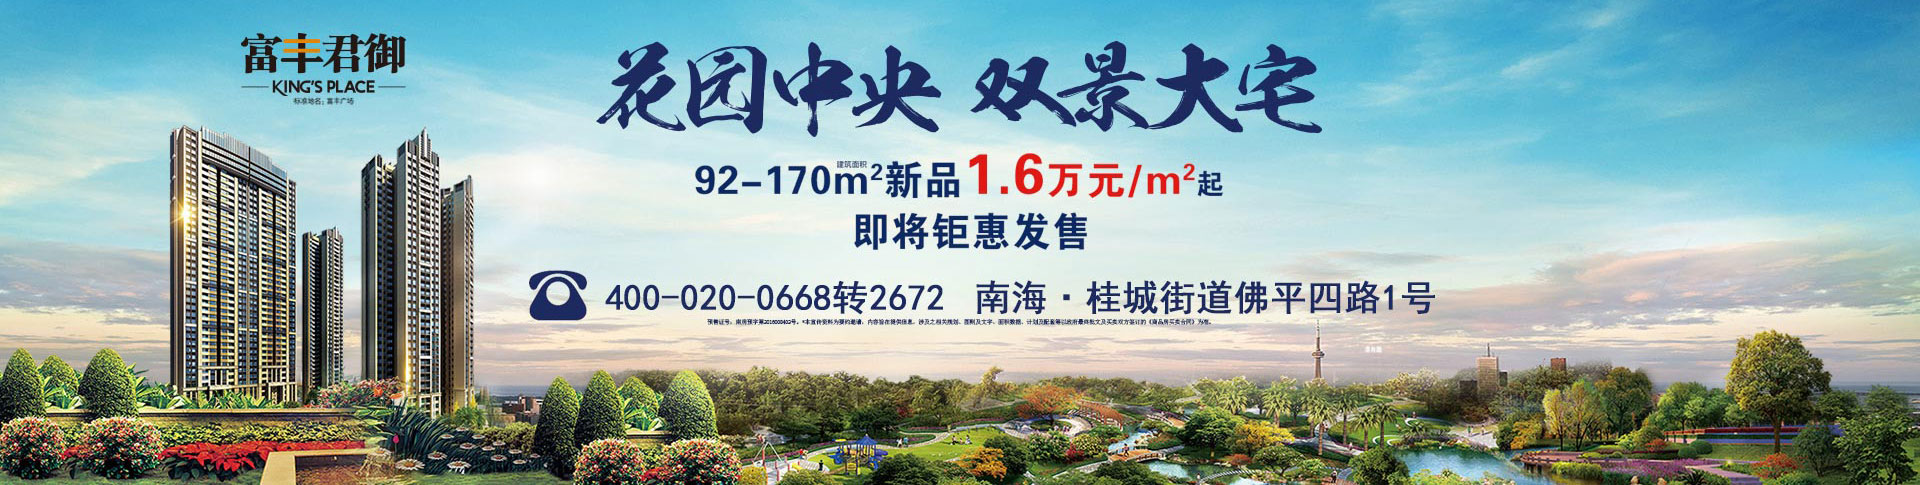 富丰君御
KING'S PLACE
标准地名：富丰广场
花园中央 双景大宅
建筑面积
92-170m²新品1.6万元/m²起
即将钜惠发售
400-020-0668转2672 南海·桂城街道佛平四路1号